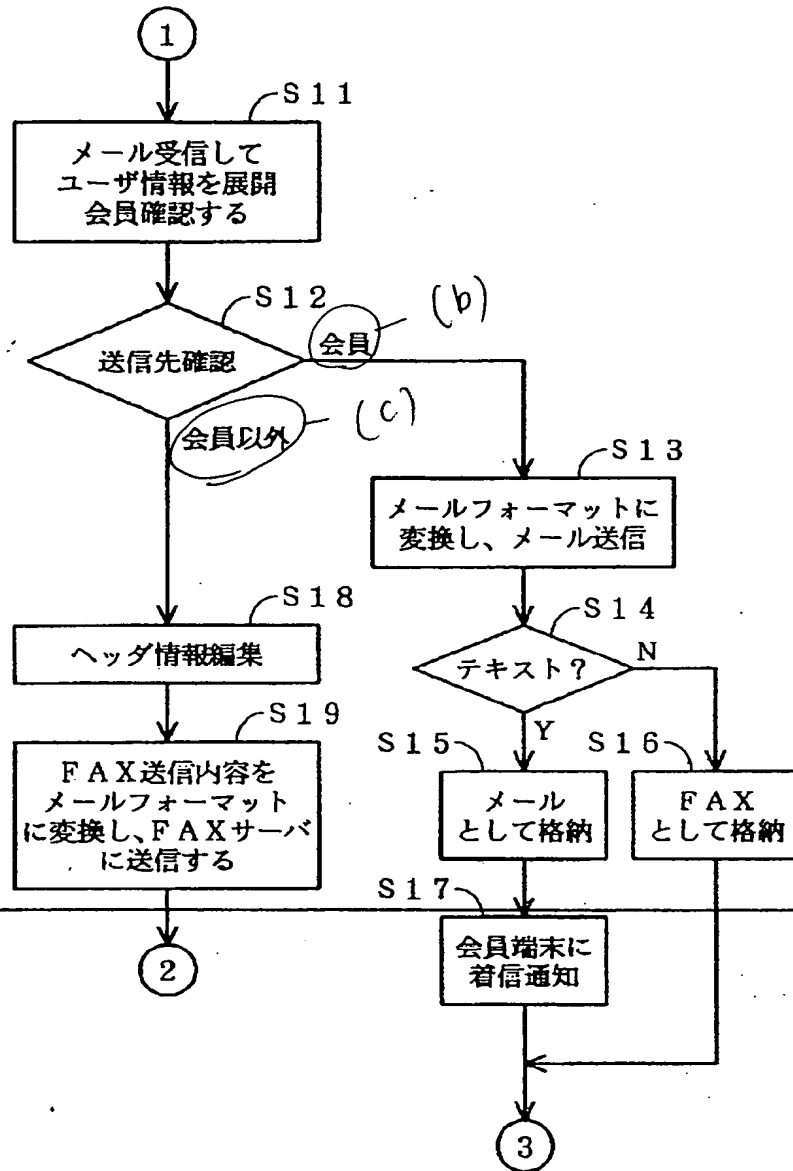 1
S11
メール受信して
ユーザ情報を展開
会員確認する
S12
送信先確認
会員
(b)
会員以外
(c)
S13
メールフォーマットに
変換し、メール送信
S14
テキスト?
N
Y
S15
メール
として格納
S16
FAX
として格納
S17
会員端末に
着信通知
3
S18
ヘッダ情報編集
S19
FAX送信内容を
メールフォーマット
に変換し、FAXサーバ
に送信する
2